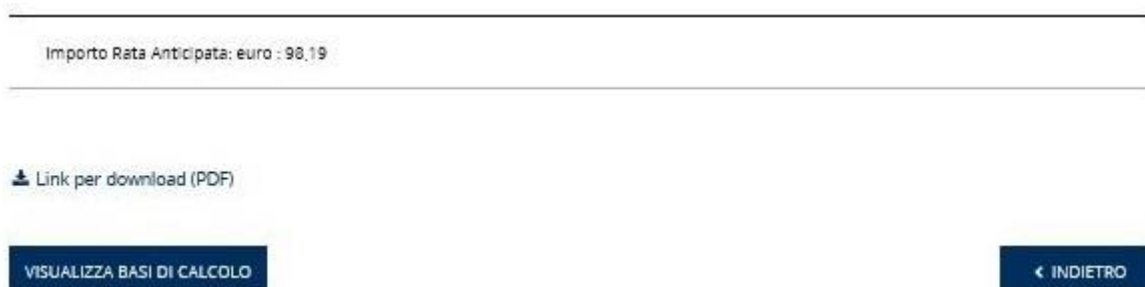 Importo Rata Anticipata: euro : 98,19
Link per download (PDF)
VISUALIZZA BASI DI CALCOLO
< INDIETRO